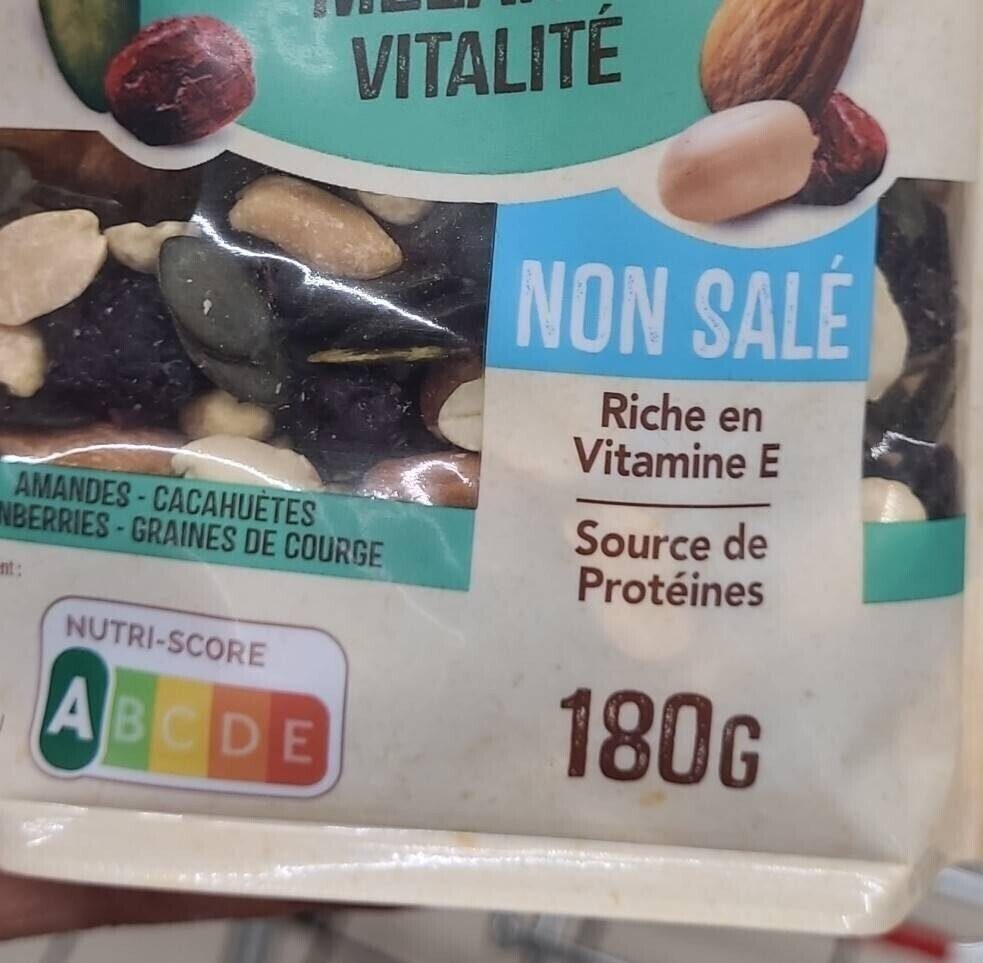 VITALITÉ
NON SALÉ
Riche en
Vitamine E
Source de
Protéines
AMANDES - CACAHUÈTES
NBERRIES - GRAINES DE COURGE
NUTRI-SCORE
A B C D E
180G